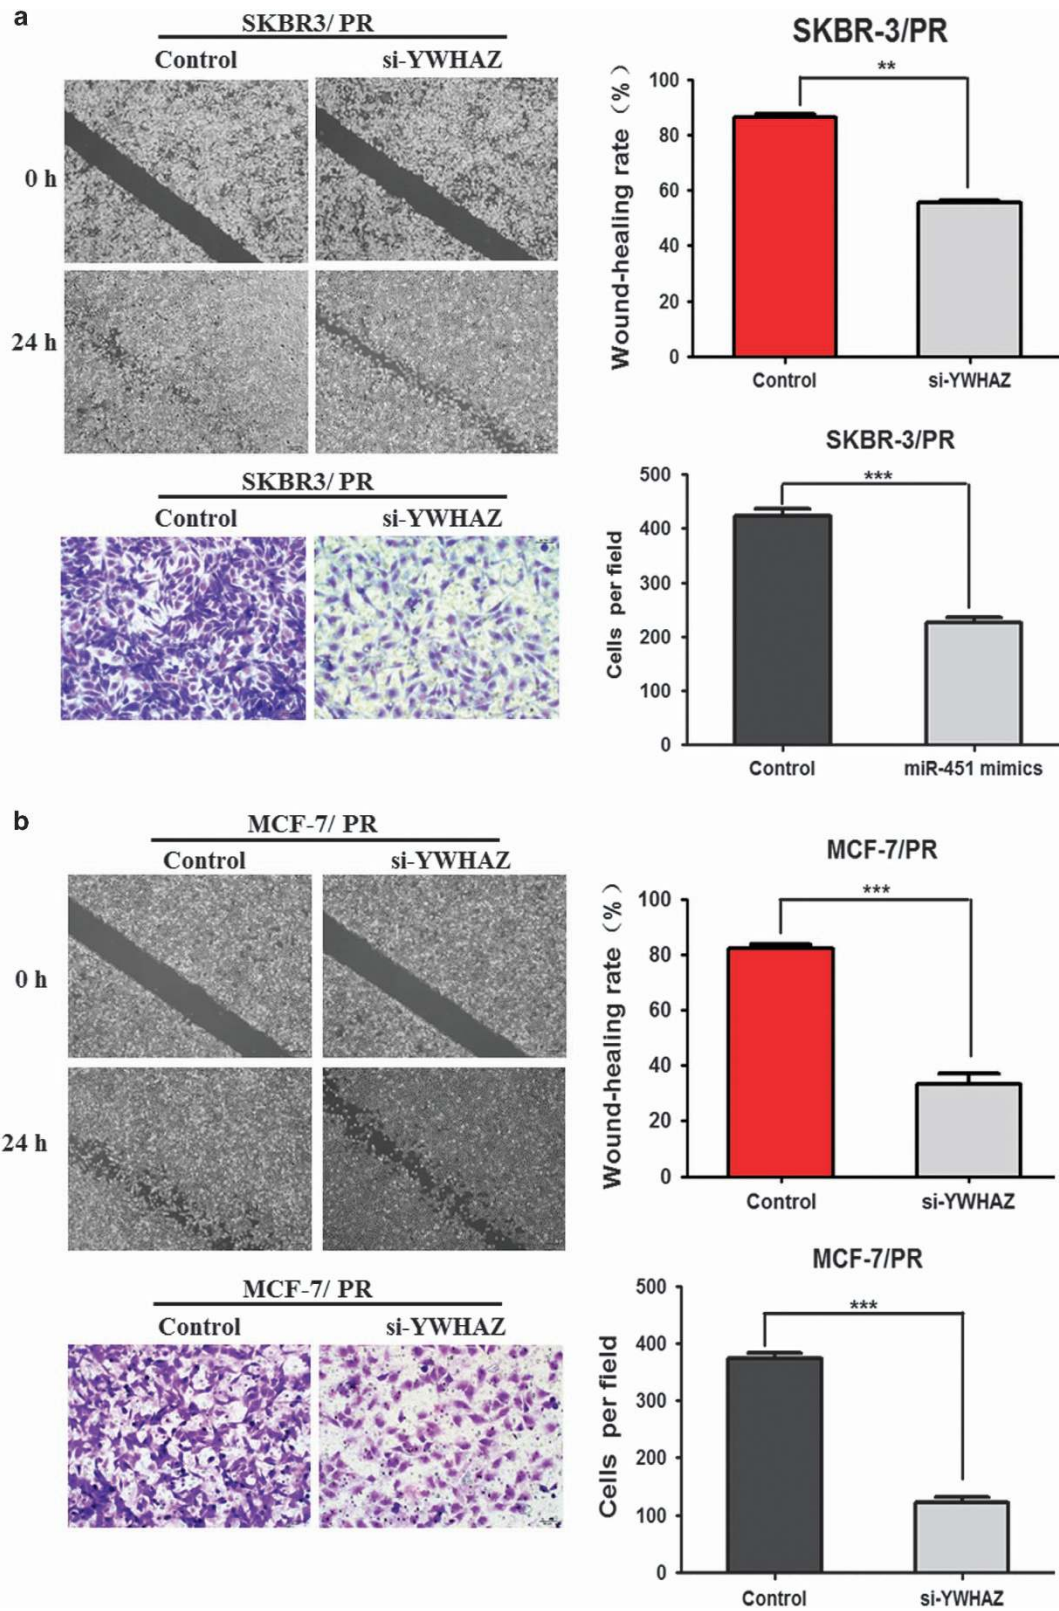 a
SKBR3/ PR
Control si-YWHAZ
0 h
24 h
SKBR-3/PR
Wound-healing rate (%)
100
80
60
40
20
0
**
Control si-YWHAZ
SKBR3/ PR
Control si-YWHAZ
SKBR-3/PR
Cells per field
500
400
300
200
100
0
***
Control miR-451 mimics
b
MCF-7/ PR
Control si-YWHAZ
0 h
24 h
MCF-7/PR
Wound-healing rate (%)
100
80
60
40
20
0
***
Control si-YWHAZ
MCF-7/ PR
Control si-YWHAZ
MCF-7/PR
Cells per field
500
400
300
200
100
0
***
Control si-YWHAZ